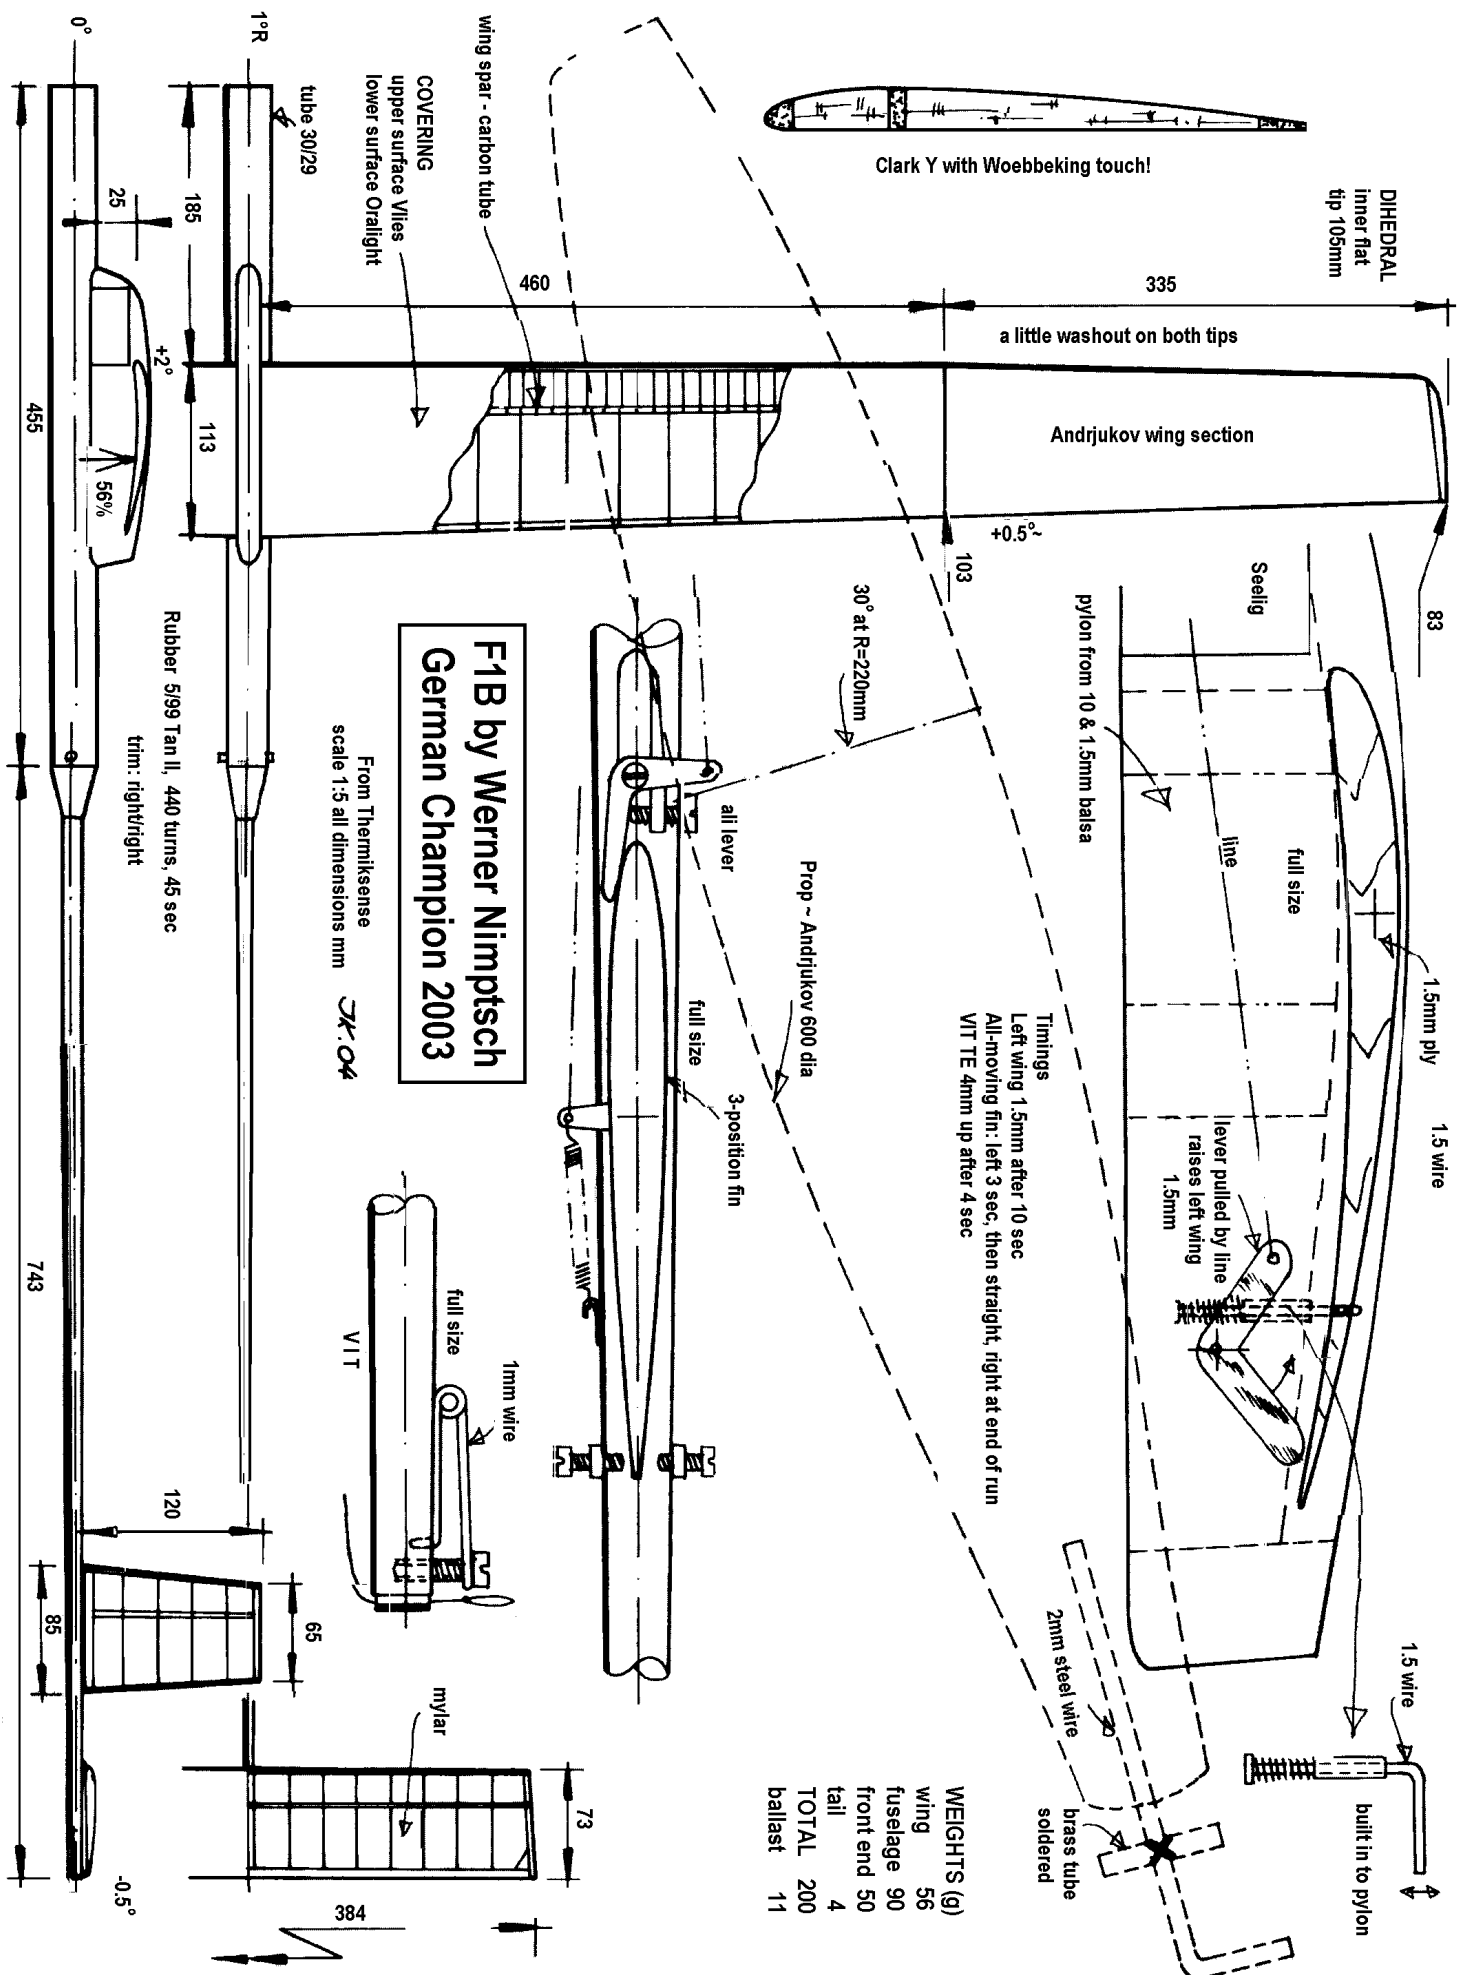 0°
1°R
tube 30/29
185
25
+2°
455
113
56%
wing spar - carbon tube
COVERING
upper surface Vlies
lower surface Oralight
Clark Y with Woebbeking touch!
DIHEDRAL
inner flat
tip 105mm
460
335
a little washout on both tips
Andrjukov wing section
+0.5°~
103
83
Seelig
pylon from 10 & 1.5mm balsa
line
full size
1.5mm ply
1.5 wire
lever pulled by line
raises left wing
1.5mm
30° at R=220mm
ali lever
Prop ~ Andrjukov 600 dia
full size
3-position fin
Timings
Left wing 1.5mm after 10 sec
All-moving fin: left 3 sec, then straight, right at end of run
VIT TE 4mm up after 4 sec
F1B by Werner Nimptsch
German Champion 2003
From Thermiksense
scale 1:5 all dimensions mm
JK.04
Rubber 5/99 Tan II, 440 turns, 45 sec
trim: right/right
743
VIT
full size
1mm wire
120
65
85
mylar
73
384
-0.5°
2mm steel wire
brass tube
soldered
1.5 wire
built in to pylon
WEIGHTS (g)
wing 56
fuselage 90
front end 50
tail 4
TOTAL 200
ballast 11